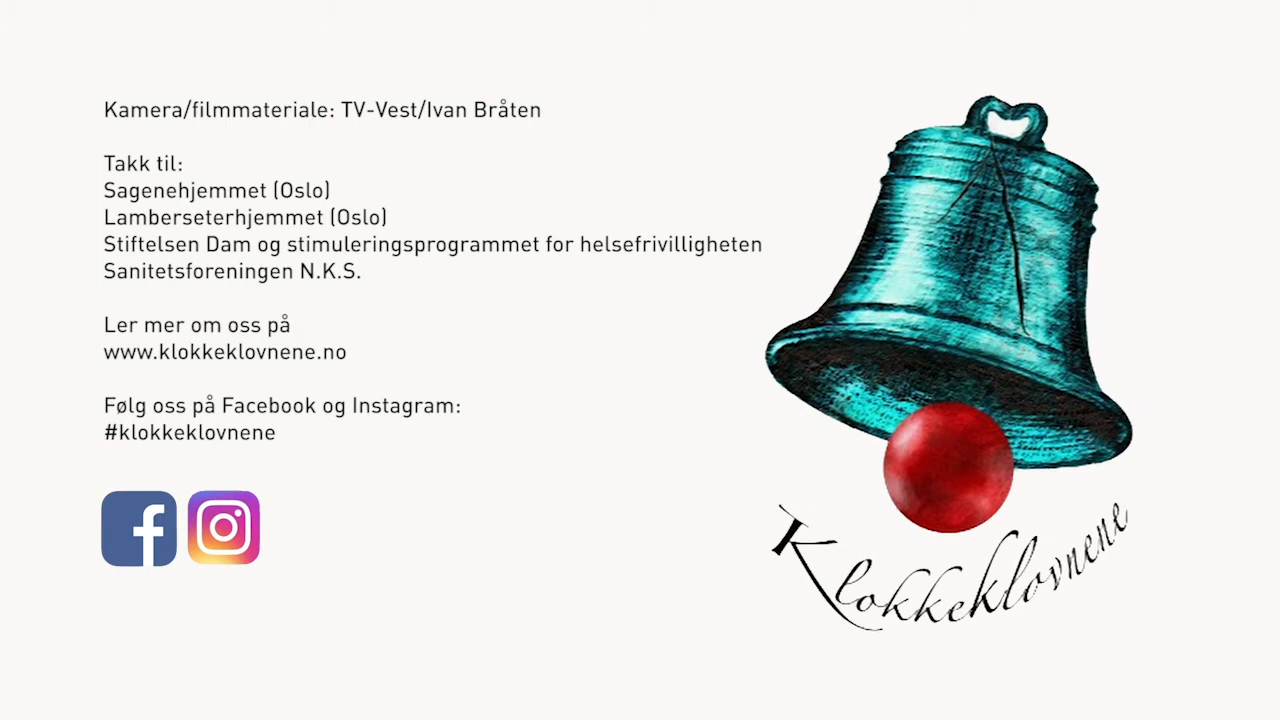 Kamera/filmmateriale: TV-Vest/Ivan Bråten
Takk til:
Sagenehjemmet (Oslo)
Lamberseterhjemmet (Oslo)
Stiftelsen Dam og stimuleringsprogrammet for helsefrivilligheten
Sanitetsforeningen N.K.S.
Ler mer om oss på
www.klokkeklovnene.no
Følg oss på Facebook og Instagram:
#klokkeklovnene
Klokkeklovnene